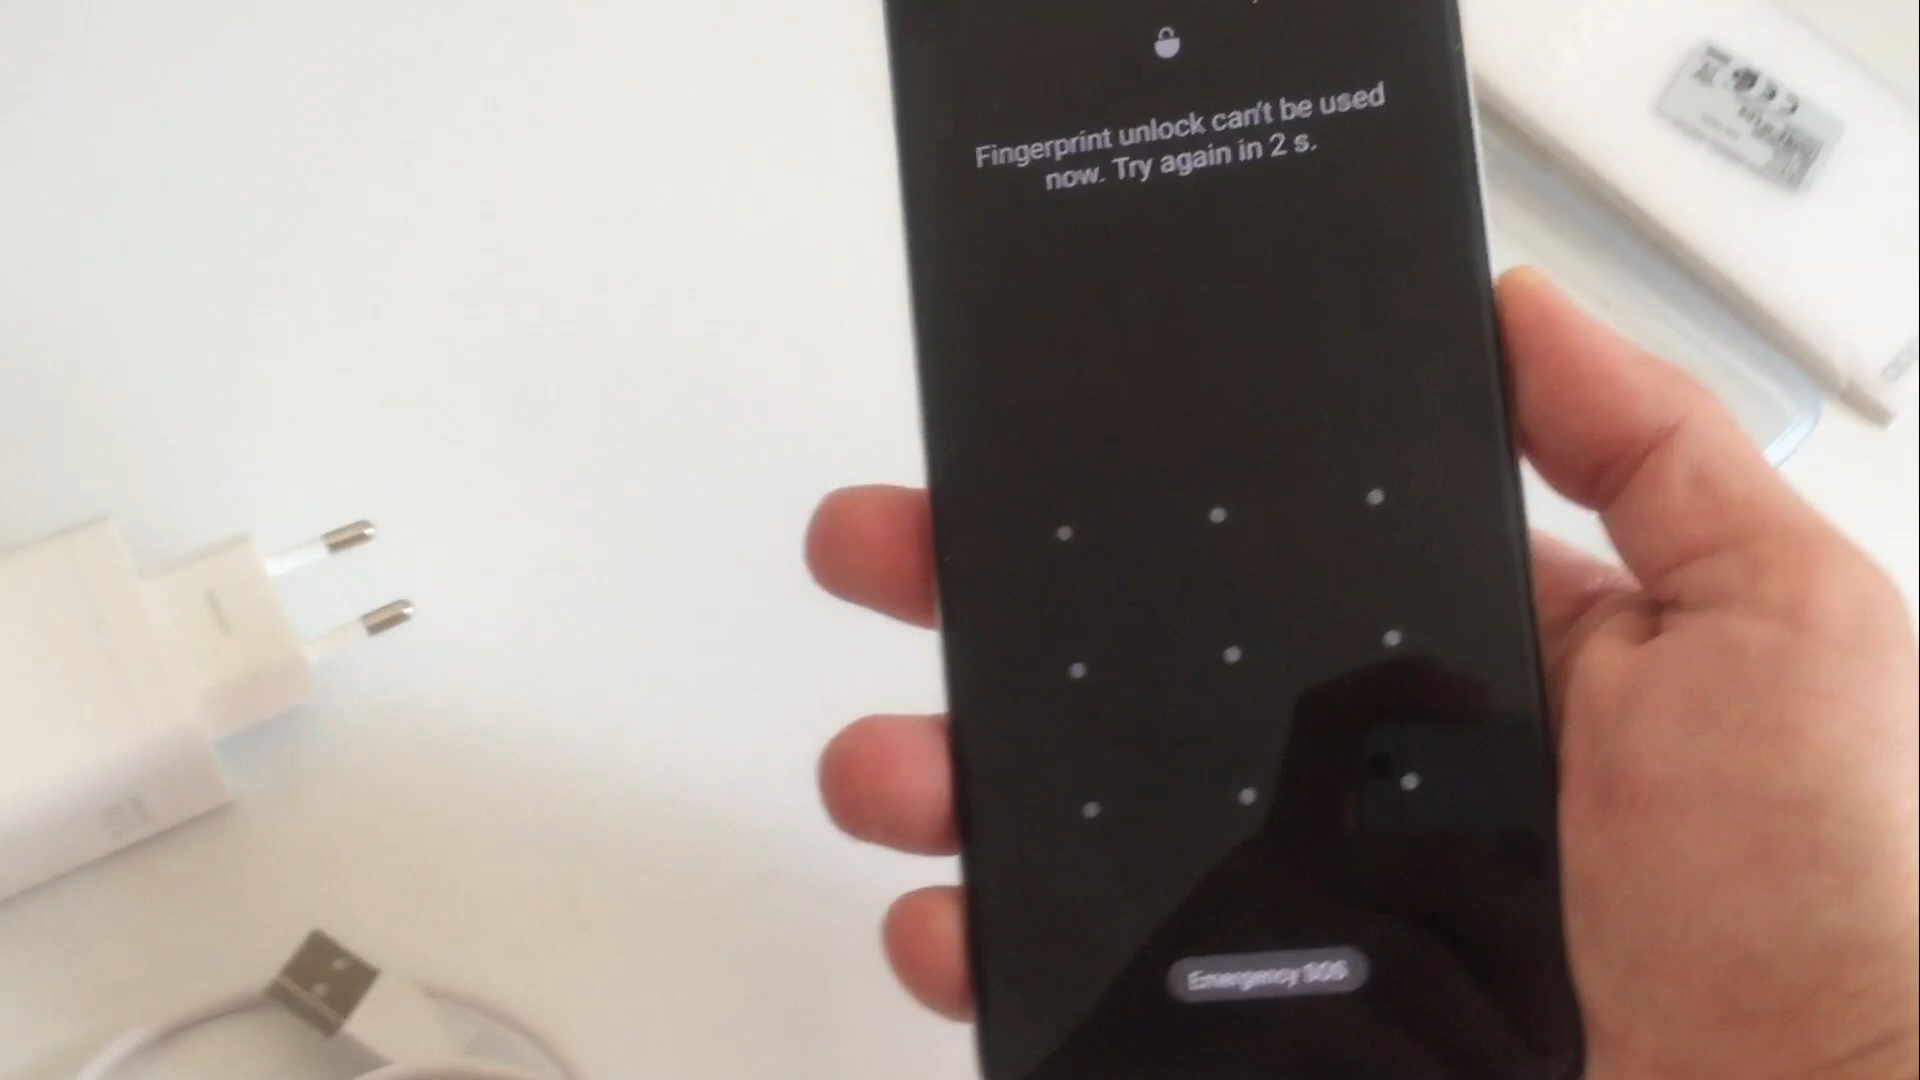 Fingerprint unlock can't be used
now. Try again in 2 s.
Emergency SOS